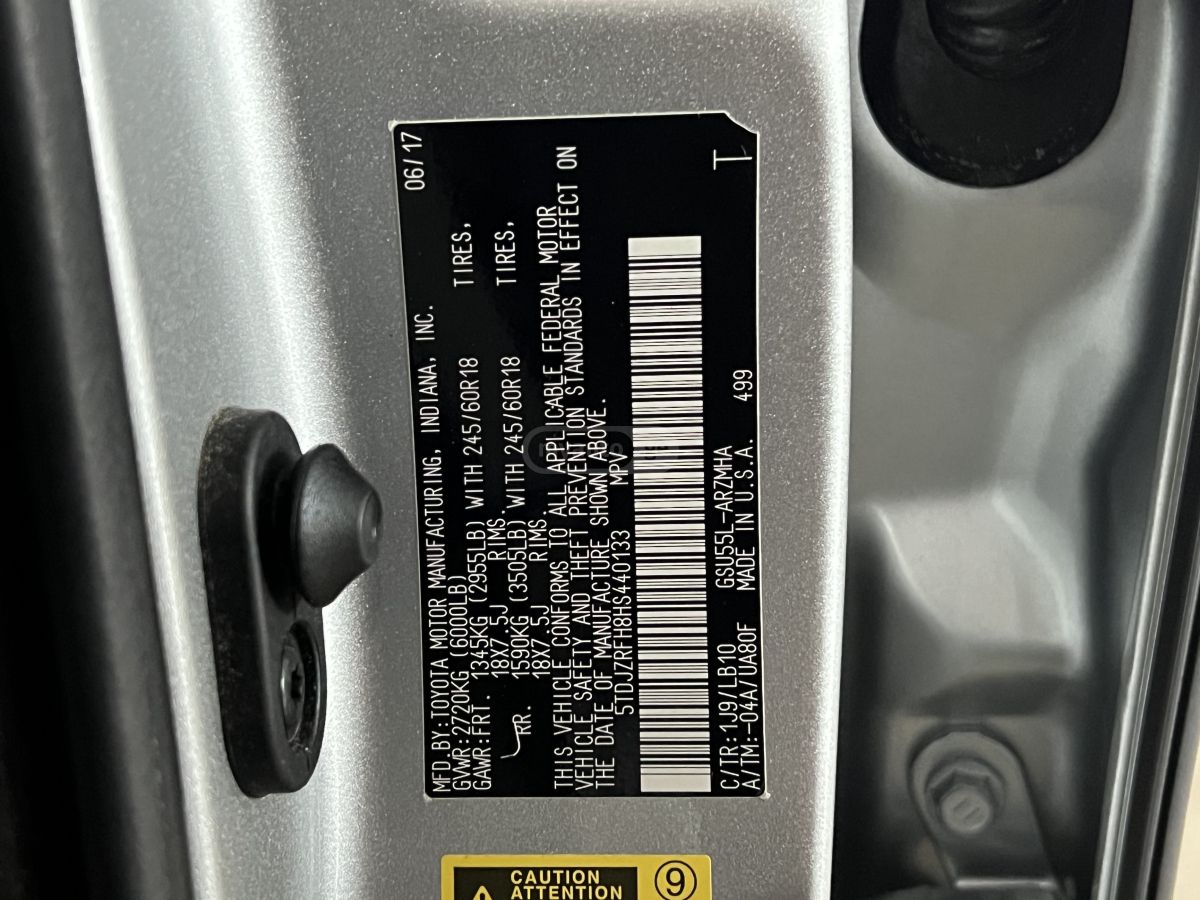 MFD.BY:TOYOTA MOTOR MANUFACTURING, INDIANA, INC. 06/17
GVWR:2720KG (6000LB)
GAWR:FRT. 1345KG (2955LB) WITH 245/60R18 TIRES,
18X7.5J RIMS.
RR. 1590KG (3505LB) WITH 245/60R18 TIRES,
18X7.5J RIMS.
THIS VEHICLE CONFORMS TO ALL APPLICABLE FEDERAL MOTOR
VEHICLE SAFETY AND THEFT PREVENTION STANDARDS IN EFFECT ON
THE DATE OF MANUFACTURE SHOWN ABOVE.
5TDJZRFH8HS440133 MPV
C/TR:1J9/LB10 GSU55L-ARZMHA T
A/TM:-04A/UA80F MADE IN U.S.A. 499
CAUTION
ATTENTION
9